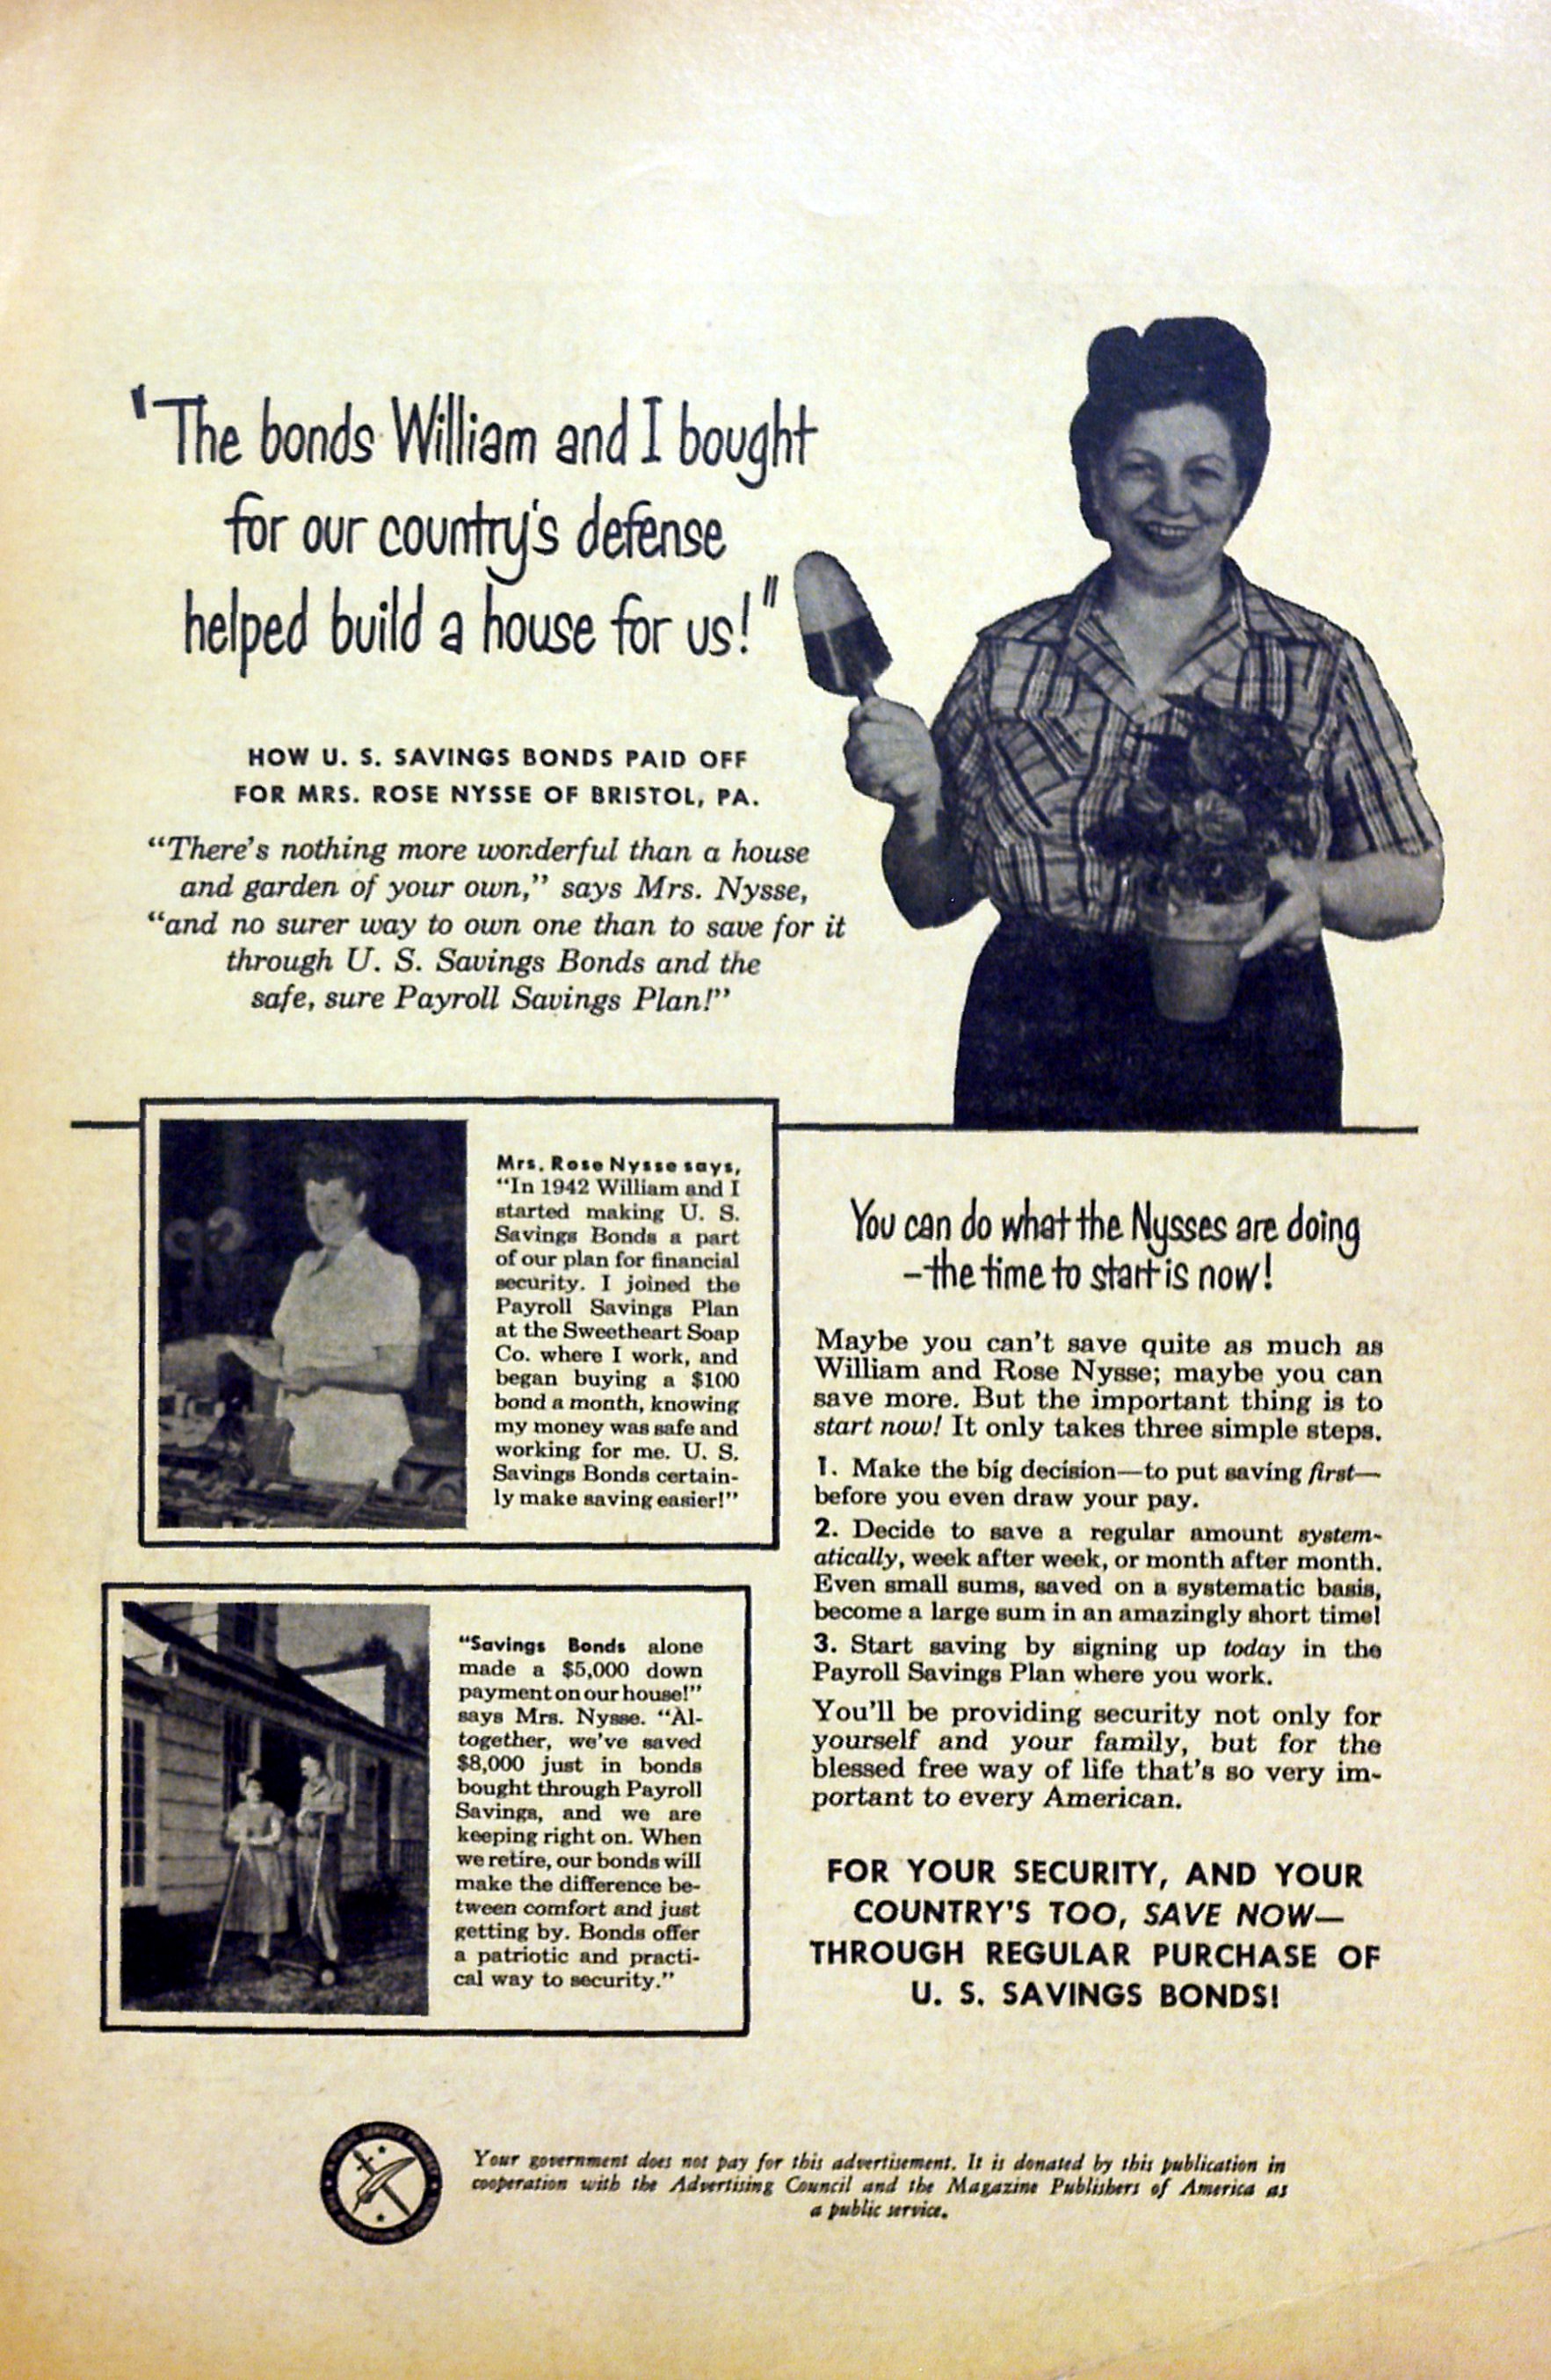 "The bonds William and I bought
for our country's defense
helped build a house for us!"
HOW U. S. SAVINGS BONDS PAID OFF
FOR MRS. ROSE NYSSE OF BRISTOL, PA.
“There's nothing more wonderful than a house
and garden of your own,” says Mrs. Nysse,
“and no surer way to own one than to save for it
through U. S. Savings Bonds and the
safe, sure Payroll Savings Plan!”
Mrs. Rose Nysse says,
“In 1942 William and I
started making U. S.
Savings Bonds a part
of our plan for financial
security. I joined the
Payroll Savings Plan
at the Sweetheart Soap
Co. where I work, and
began buying a $100
bond a month, knowing
my money was safe and
working for me. U. S.
Savings Bonds certain-
ly make saving easier!”
“Savings Bonds alone
made a $5,000 down
payment on our house!”
says Mrs. Nysse. “Al-
together, we've saved
$8,000 just in bonds
bought through Payroll
Savings, and we are
keeping right on. When
we retire, our bonds will
make the difference be-
tween comfort and just
getting by. Bonds offer
a patriotic and practi-
cal way to security.”
You can do what the Nysses are doing
–the time to start is now!
Maybe you can't save quite as much as
William and Rose Nysse; maybe you can
save more. But the important thing is to
start now! It only takes three simple steps.
1. Make the big decision—to put saving first—
before you even draw your pay.
2. Decide to save a regular amount system-
atically, week after week, or month after month.
Even small sums, saved on a systematic basis,
become a large sum in an amazingly short time!
3. Start saving by signing up today in the
Payroll Savings Plan where you work.
You'll be providing security not only for
yourself and your family, but for the
blessed free way of life that's so very im-
portant to every American.
FOR YOUR SECURITY, AND YOUR
COUNTRY'S TOO, SAVE NOW—
THROUGH REGULAR PURCHASE OF
U. S. SAVINGS BONDS!
Your government does not pay for this advertisement. It is donated by this publication in
cooperation with the Advertising Council and the Magazine Publishers of America as
a public service.